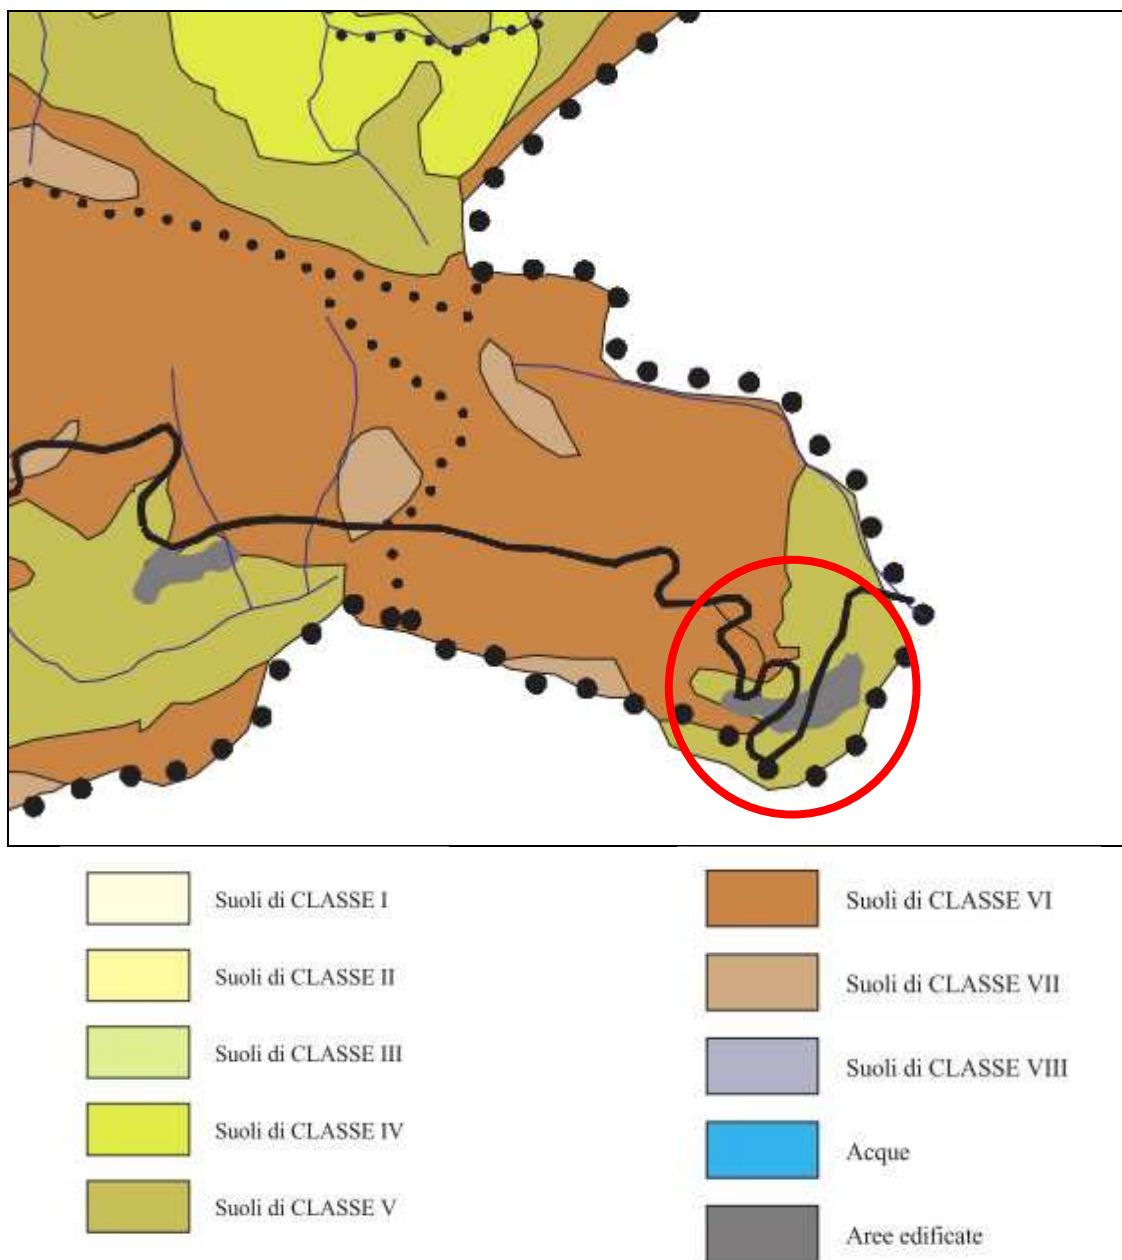 Suoli di CLASSE I
Suoli di CLASSE II
Suoli di CLASSE III
Suoli di CLASSE IV
Suoli di CLASSE V
Suoli di CLASSE VI
Suoli di CLASSE VII
Suoli di CLASSE VIII
Acque
Aree edificate